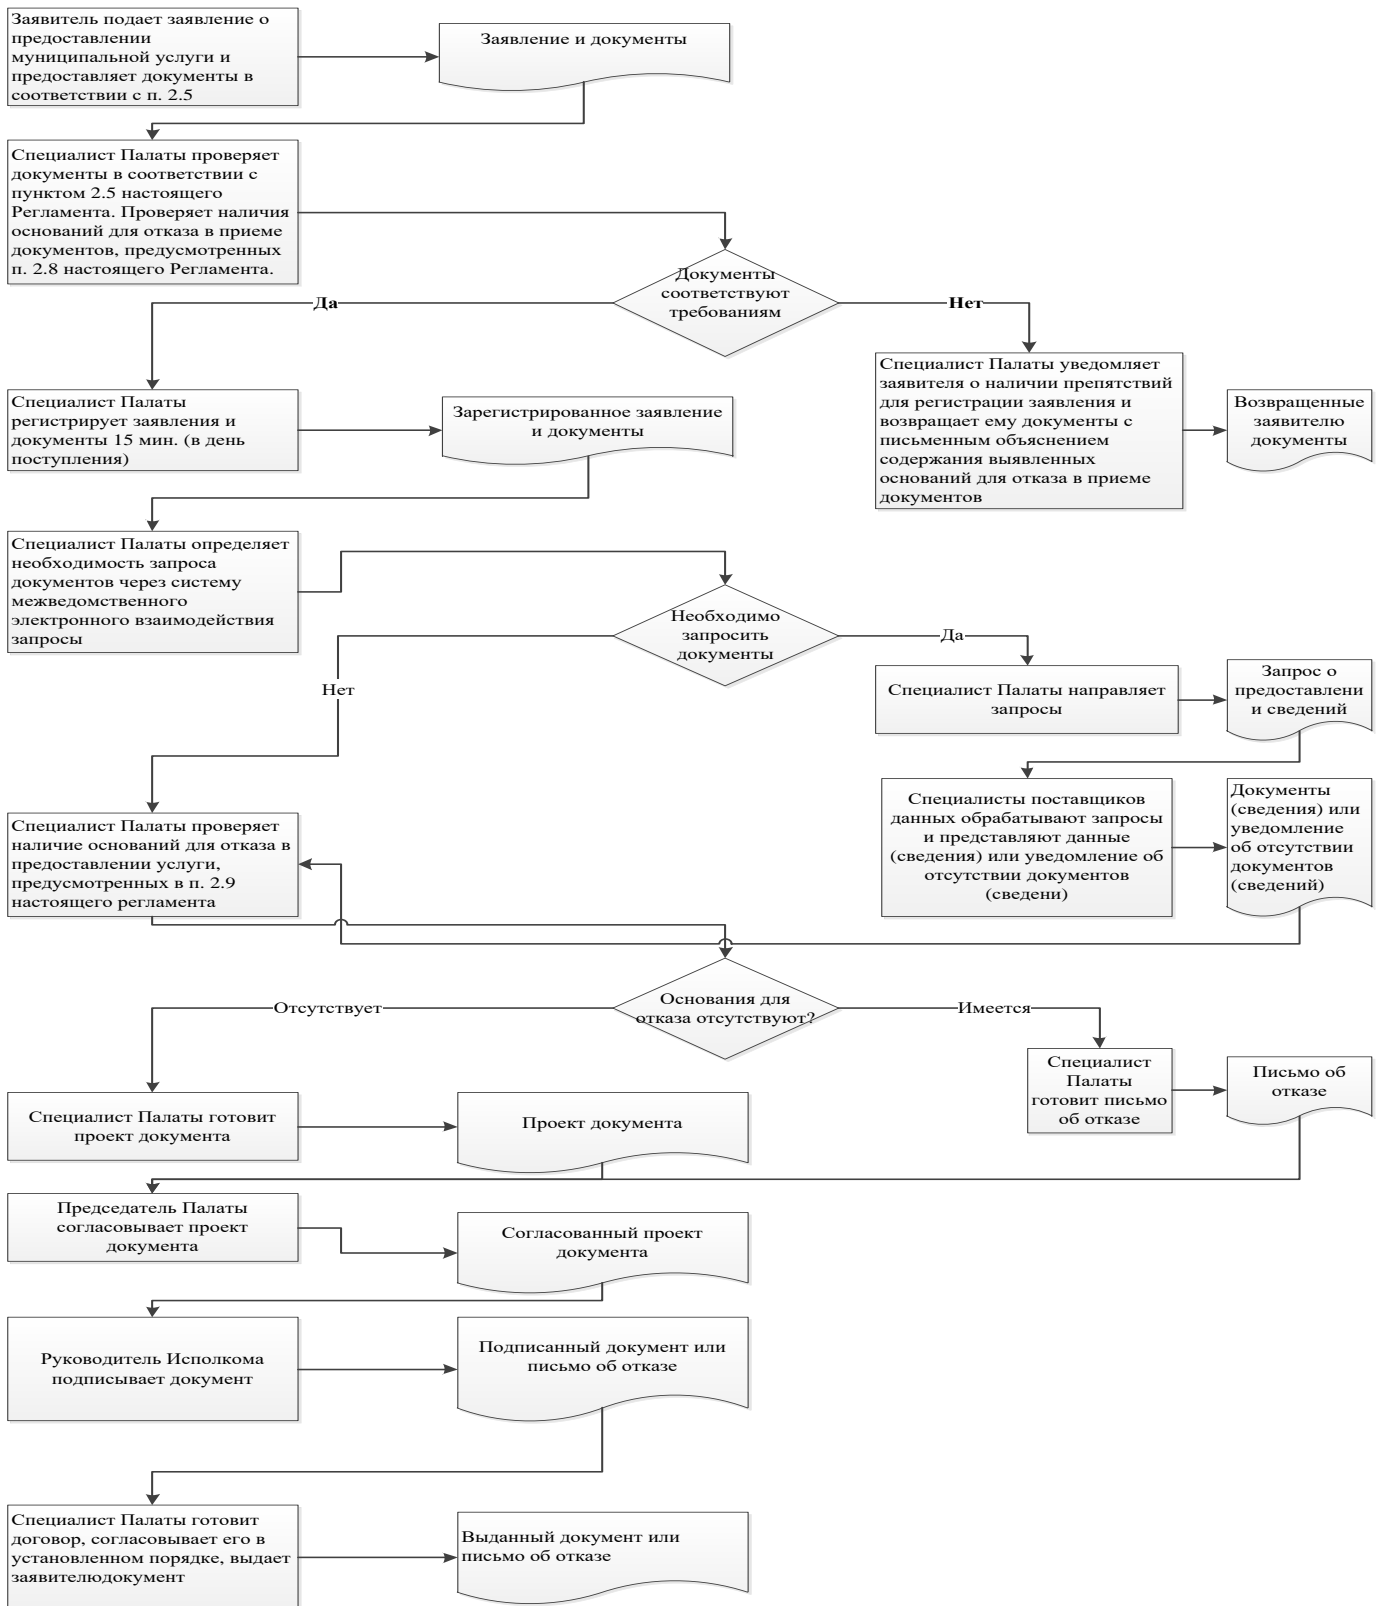 Заявитель подает заявление о
предоставлении
муниципальной услуги и
предоставляет документы в
соответствии с п. 2.5
Заявление и документы
Специалист Палаты проверяет
документы в соответствии с
пунктом 2.5 настоящего
Регламента. Проверяет наличия
оснований для отказа в приеме
документов, предусмотренных
п. 2.8 настоящего Регламента.
Документы
соответствуют
требованиям
Да
Нет
Специалист Палаты уведомляет
заявителя о наличии препятствий
для регистрации заявления и
возвращает ему документы с
письменным объяснением
содержания выявленных
оснований для отказа в приеме
документов
Возвращенные
заявителю
документы
Специалист Палаты
регистрирует заявления и
документы 15 мин. (в день
поступления)
Зарегистрированное заявление
и документы
Специалист Палаты определяет
необходимость запроса
документов через систему
межведомственного
электронного взаимодействия
запросы
Необходимо
запросить
документы
Да
Нет
Специалист Палаты направляет
запросы
Запрос о
предоставлени
и сведений
Специалисты поставщиков
данных обрабатывают запросы
и представляют данные
(сведения) или уведомление об
отсутствии документов
(сведени)
Документы
(сведения) или
уведомление
об отсутствии
документов
(сведений)
Специалист Палаты проверяет
наличие оснований для отказа в
предоставлении услуги,
предусмотренных в п. 2.9
настоящего регламента
Основания для
отказа отсутствуют?
Отсутствует
Имеется
Специалист
Палаты
готовит письмо
об отказе
Письмо об
отказе
Специалист Палаты готовит
проект документа
Проект документа
Председатель Палаты
согласовывает проект
документа
Согласованный проект
документа
Руководитель Исполкома
подписывает документ
Подписанный документ или
письмо об отказе
Специалист Палаты готовит
договор, согласовывает его в
установленном порядке, выдает
заявителюдокумент
Выданный документ или
письмо об отказе